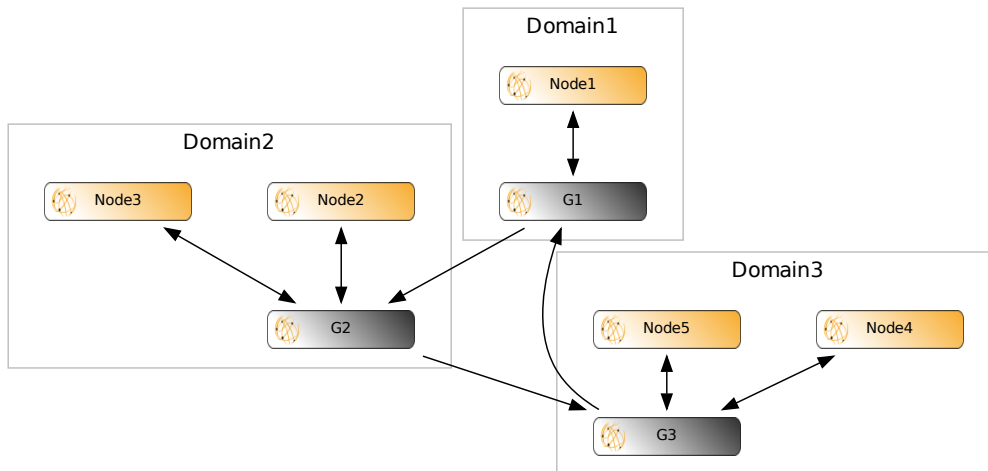 Domain1
Node1
G1
Domain2
Node3
Node2
G2
Domain3
Node5
Node4
G3